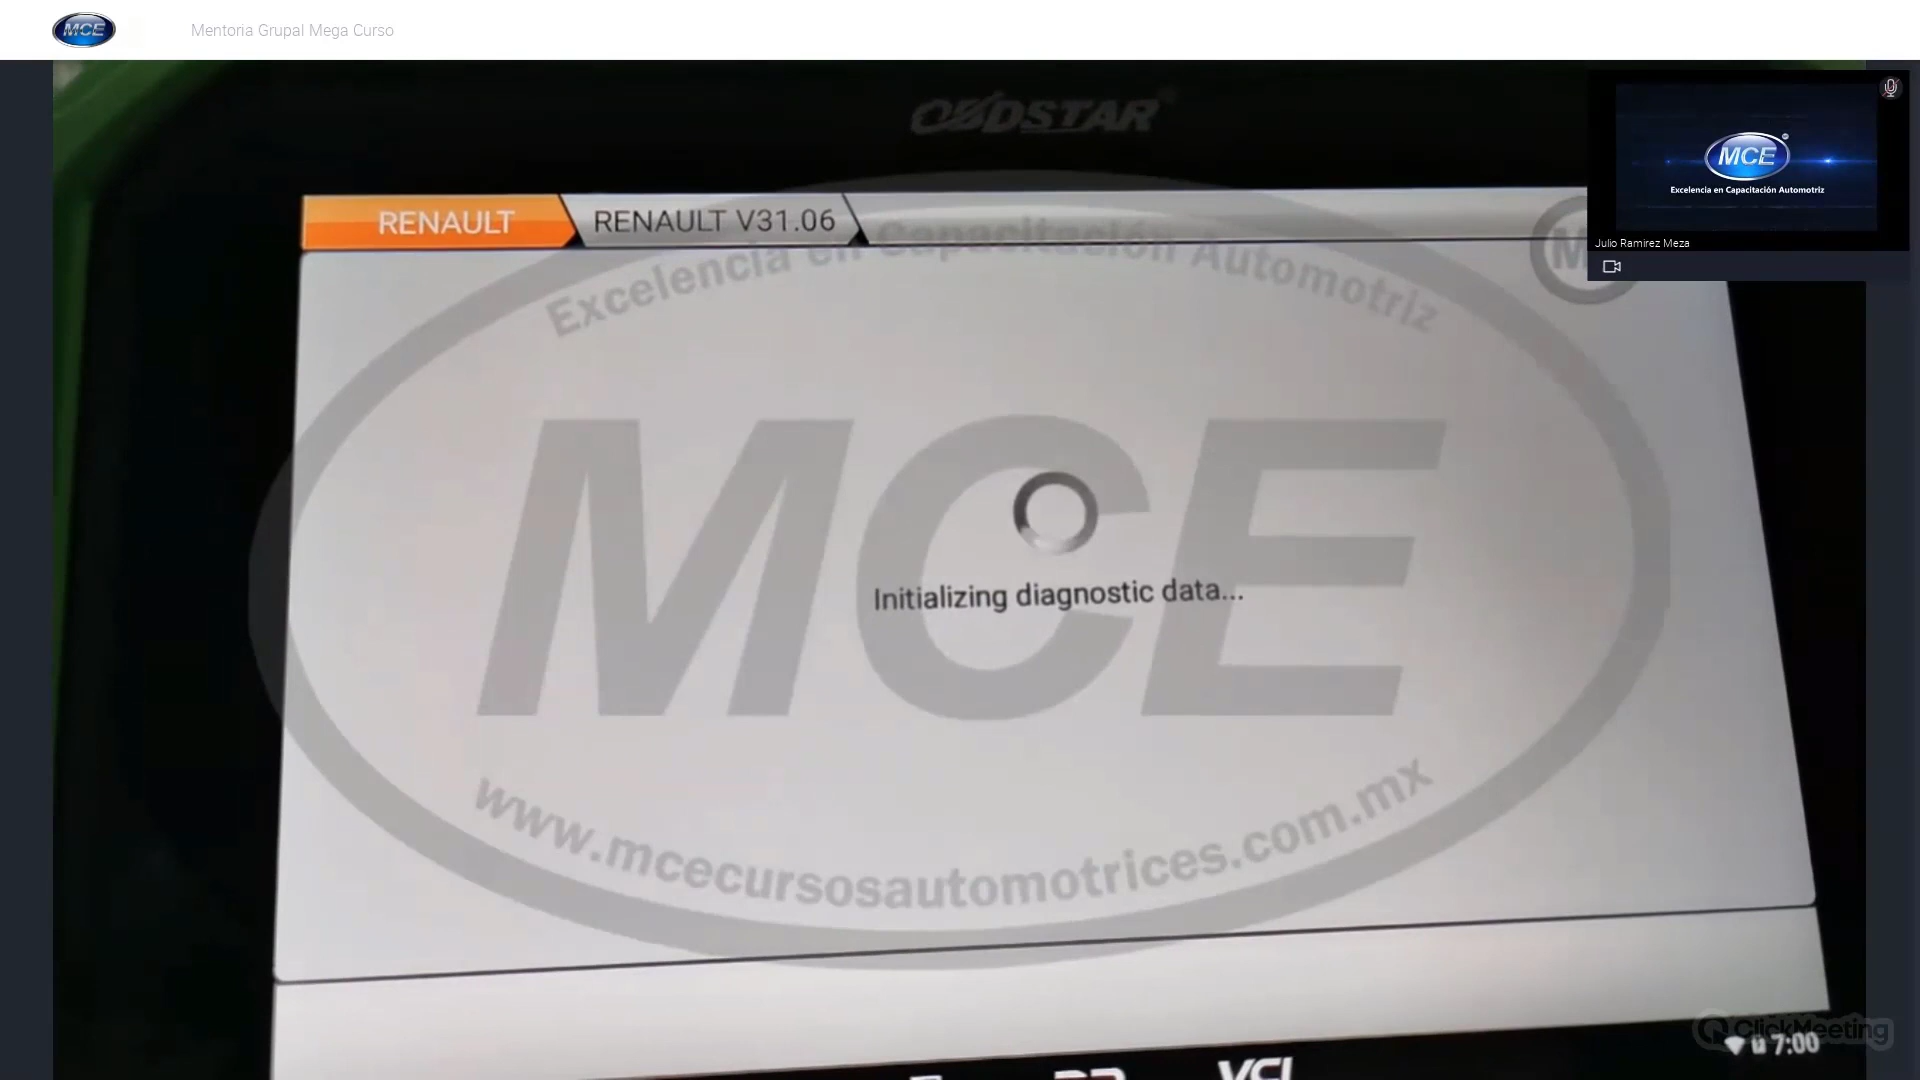 MCE
Mentoria Grupal Mega Curso
OBDSTAR
MCE
Excelencia en Capacitación Automotriz
Julio Ramirez Meza
RENAULT
RENAULT V31.06
Excelencia en Capacitación Automotriz
MCE
Initializing diagnostic data...
www.mcecursosautomotrices.com.mx
ClickMeeting
7:00
VCI